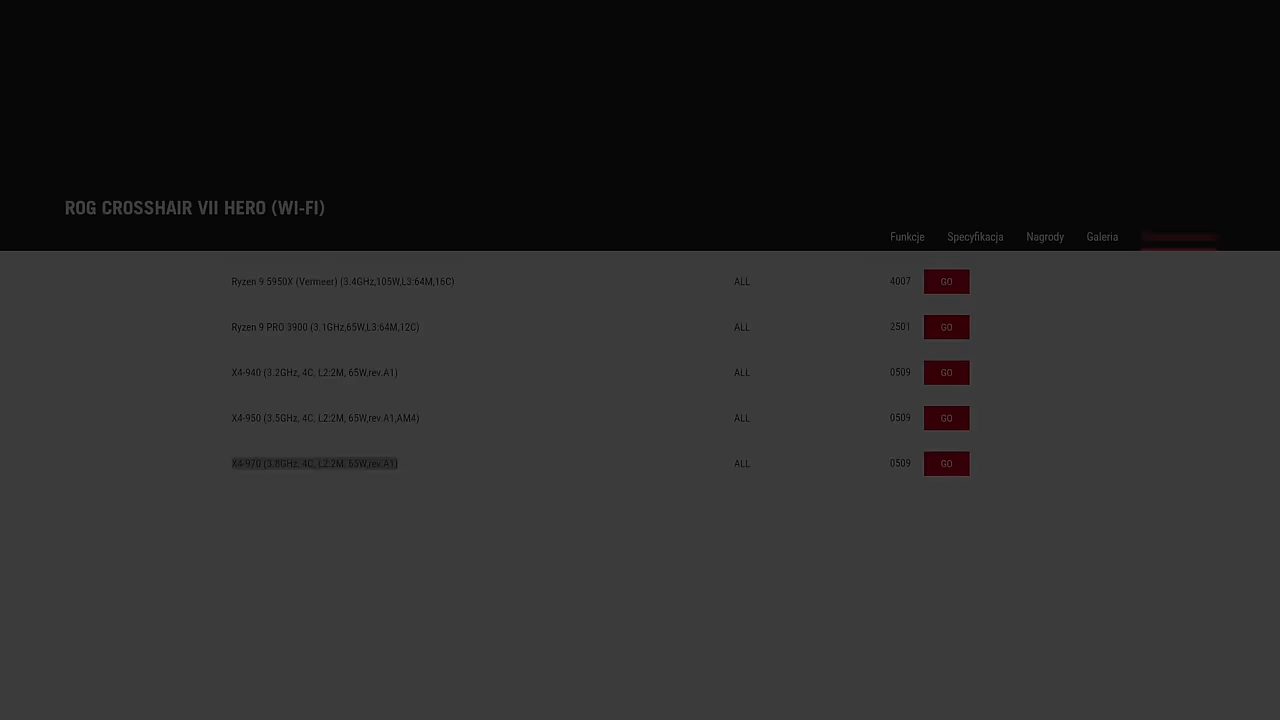 ROG CROSSHAIR VII HERO (WI-FI)
Funkcje Specyfikacja Nagrody Galeria
Ryzen 9 5950X (Vermeer) (3.4GHz,105W,L3:64M,16C) ALL 4007 GO
Ryzen 9 PRO 3900 (3.1GHz,65W,L3:64M,12C) ALL 2501 GO
X4-940 (3.2GHz, 4C, L2:2M, 65W,rev.A1) ALL 0509 GO
X4-950 (3.5GHz, 4C, L2:2M, 65W,rev.A1,AM4) ALL 0509 GO
X4-970 (3.8GHz, 4C, L2:2M, 65W,rev.A1) ALL 0509 GO